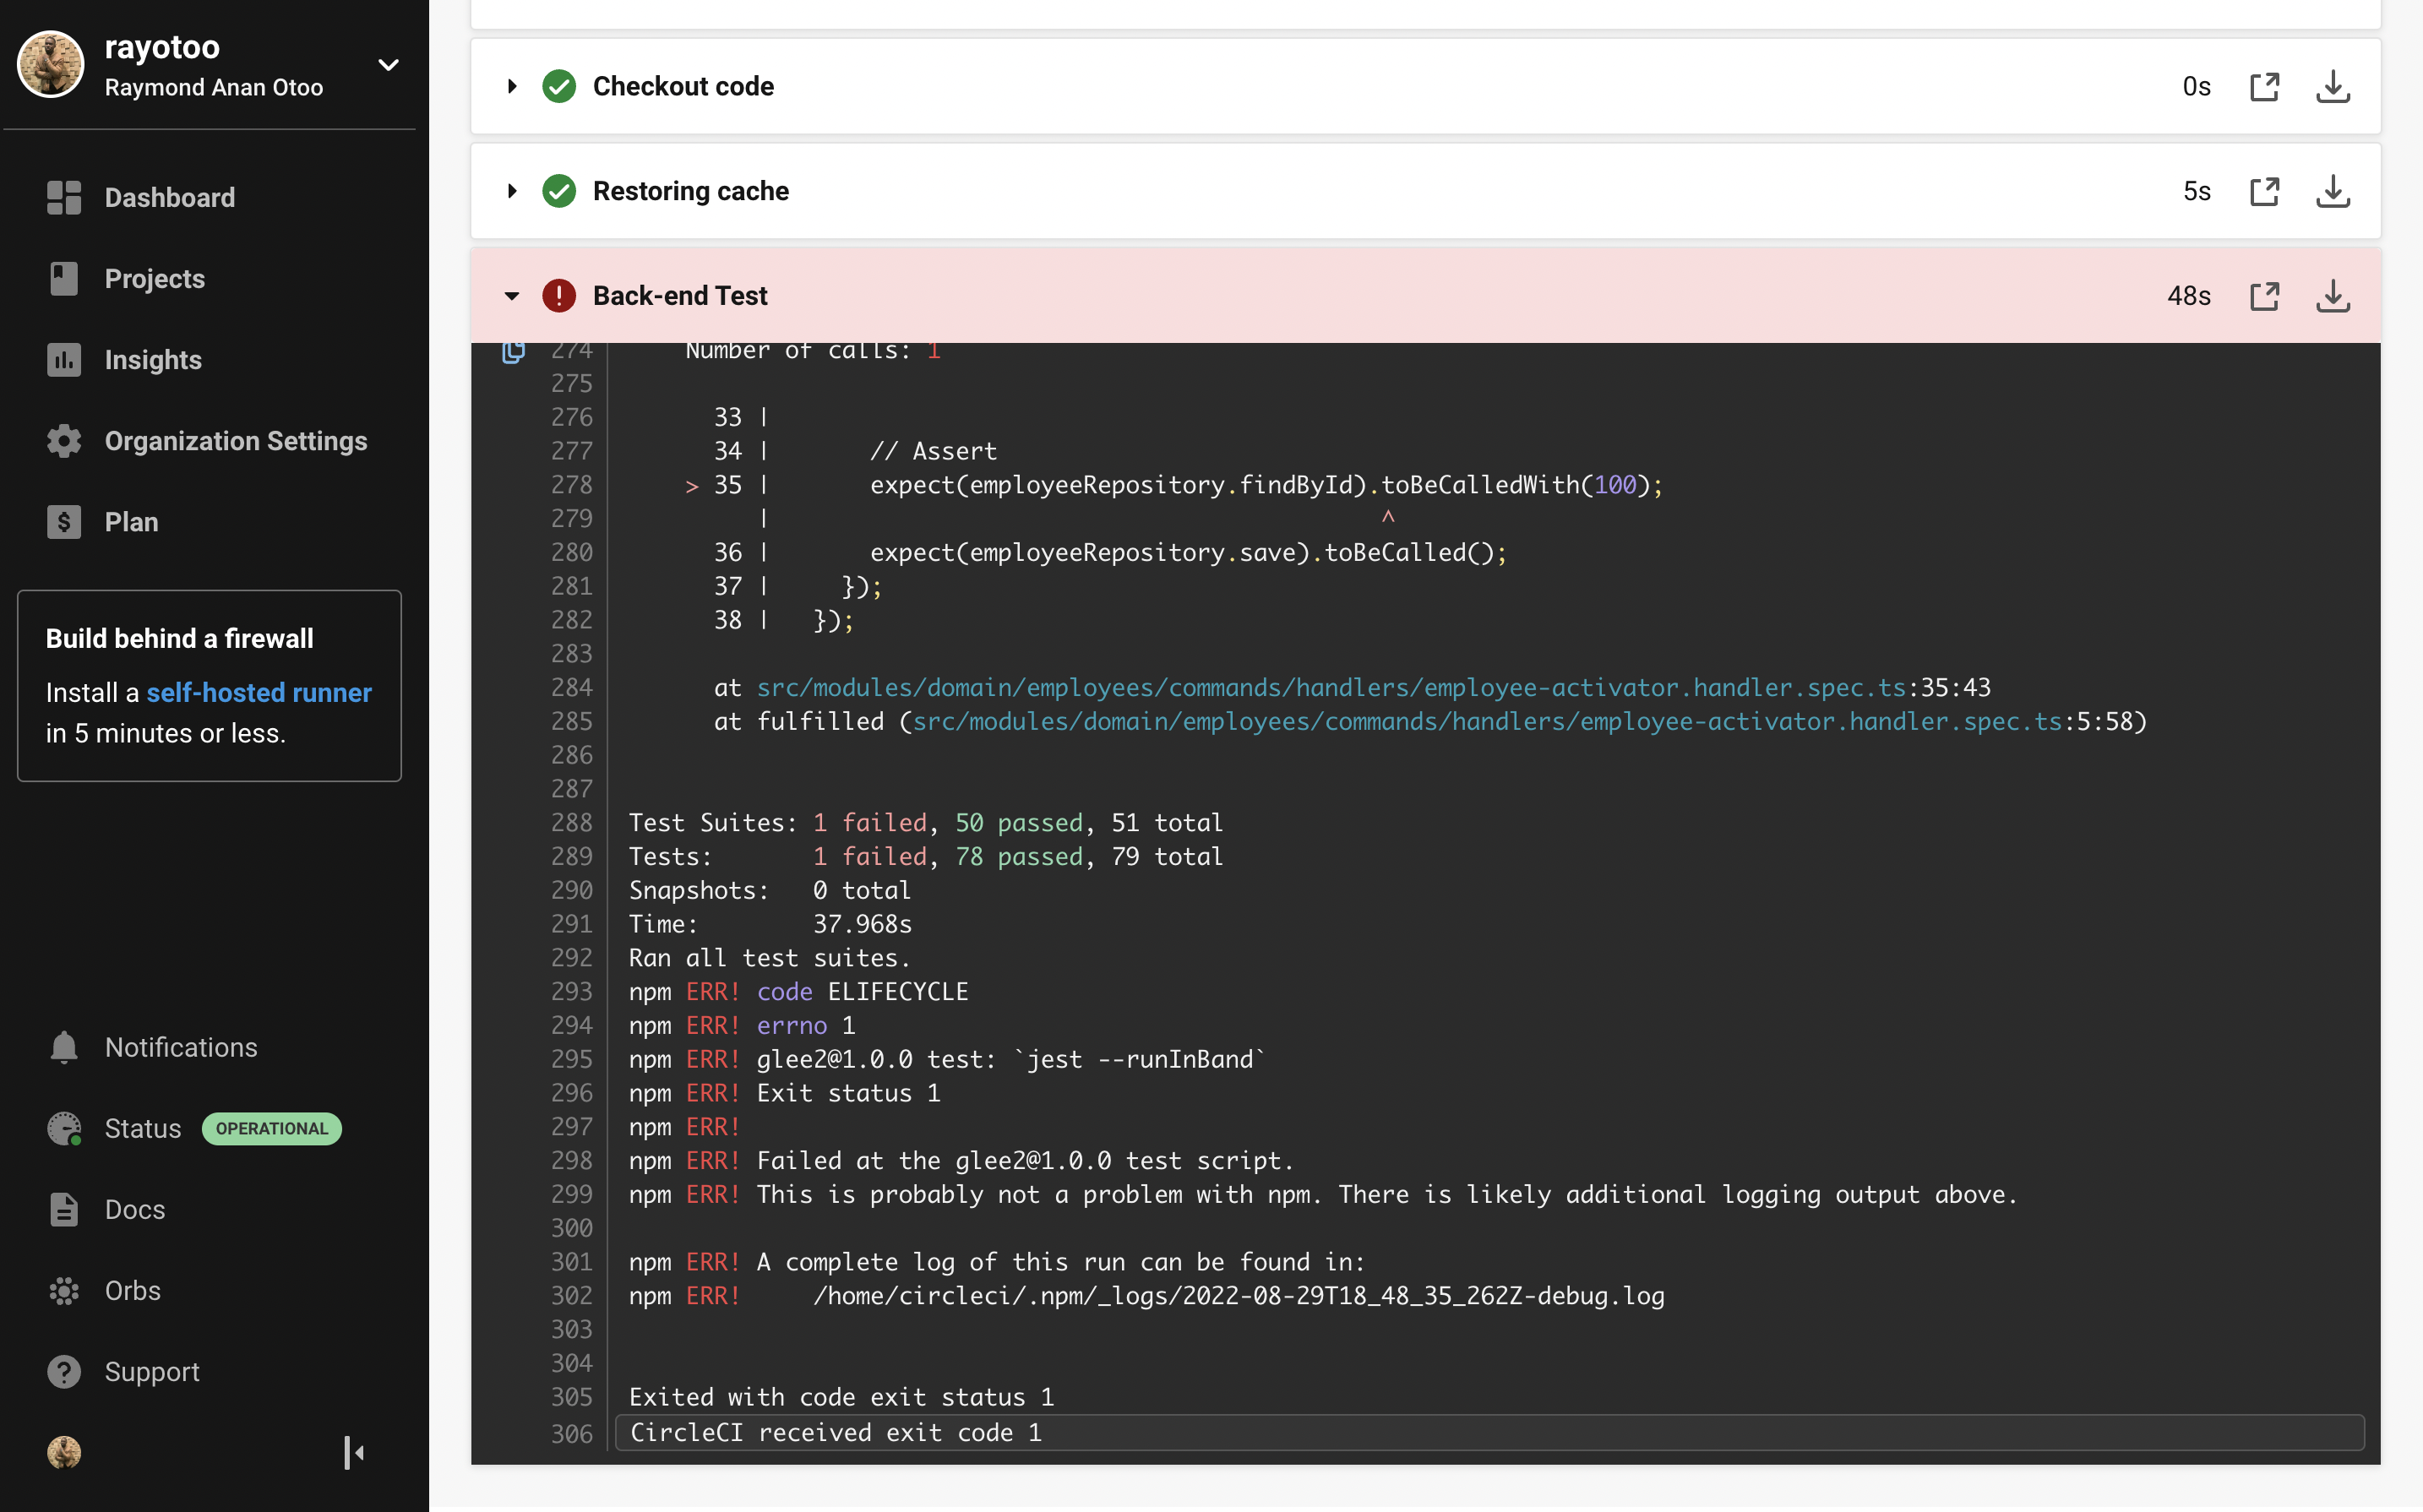 rayotoo
Raymond Anan Otoo
Dashboard
Projects
Insights
Organization Settings
Plan
Build behind a firewall
Install a self-hosted runner
in 5 minutes or less.
Notifications
Status OPERATIONAL
Docs
Orbs
Support
Checkout code 0s
Restoring cache 5s
Back-end Test 48s
274 Number of calls: 1
275
276 33 |
277 34 | // Assert
278 > 35 | expect(employeeRepository.findById).toBeCalledWith(100);
279 | ^
280 36 | expect(employeeRepository.save).toBeCalled();
281 37 | });
282 38 | });
283
284 at src/modules/domain/employees/commands/handlers/employee-activator.handler.spec.ts:35:43
285 at fulfilled (src/modules/domain/employees/commands/handlers/employee-activator.handler.spec.ts:5:58)
286
287
288 Test Suites: 1 failed, 50 passed, 51 total
289 Tests: 1 failed, 78 passed, 79 total
290 Snapshots: 0 total
291 Time: 37.968s
292 Ran all test suites.
293 npm ERR! code ELIFECYCLE
294 npm ERR! errno 1
295 npm ERR! glee2@1.0.0 test: `jest --runInBand`
296 npm ERR! Exit status 1
297 npm ERR!
298 npm ERR! Failed at the glee2@1.0.0 test script.
299 npm ERR! This is probably not a problem with npm. There is likely additional logging output above.
300
301 npm ERR! A complete log of this run can be found in:
302 npm ERR! /home/circleci/.npm/_logs/2022-08-29T18_48_35_262Z-debug.log
303
304
305 Exited with code exit status 1
306 CircleCI received exit code 1